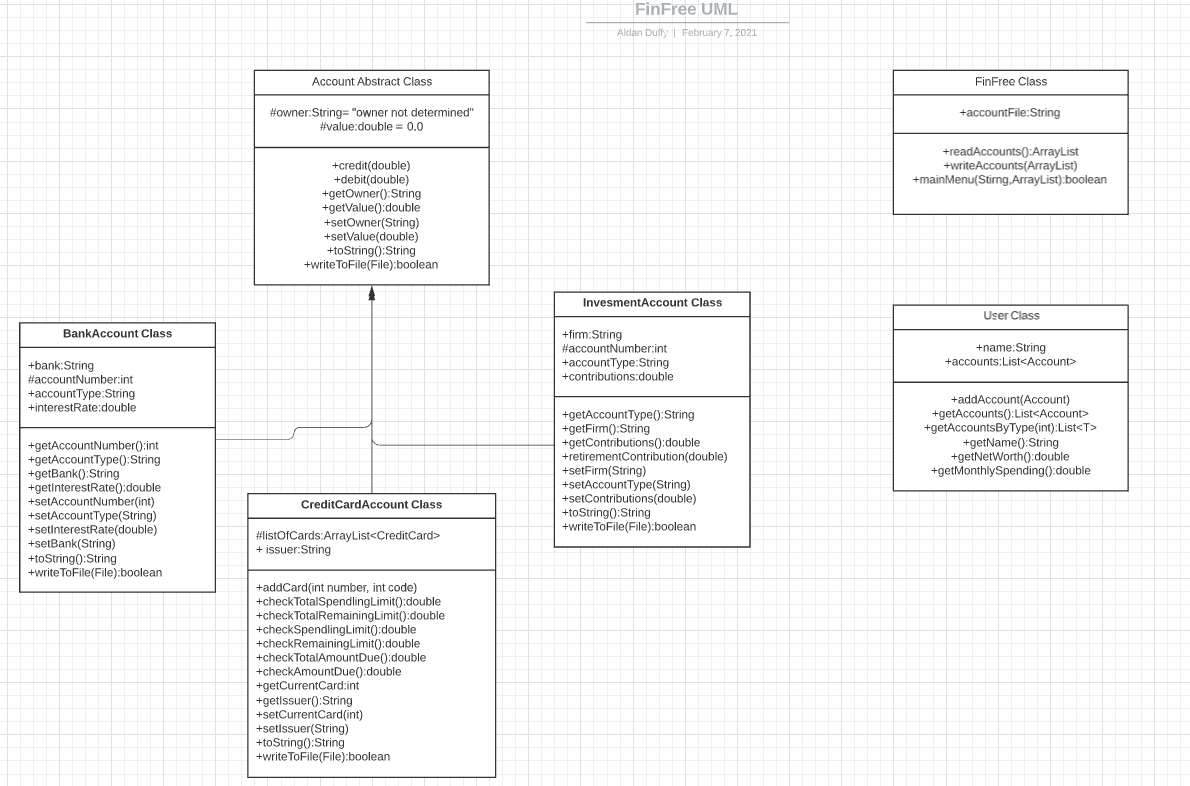 FinFree UML
Aldan Duffy | February 7, 2021
Account Abstract Class
#owner:String= "owner not determined"
#value:double = 0.0
+credit(double)
+debit(double)
+getOwner():String
+getValue():double
+setOwner(String)
+setValue(double)
+toString():String
+writeToFile(File):boolean
FinFree Class
+accountFile:String
+readAccounts():ArrayList
+writeAccounts(ArrayList)
+mainMenu(Stirng,ArrayList):boolean
BankAccount Class
+bank:String
#accountNumber:int
+accountType:String
+interestRate:double
+getAccountNumber():int
+getAccountType():String
+getBank():String
+getInterestRate():double
+setAccountNumber(int)
+setAccountType(String)
+setInterestRate(double)
+setBank(String)
+toString():String
+writeToFile(File):boolean
InvesmentAccount Class
+firm:String
#accountNumber:int
+accountType:String
+contributions:double
+getAccountType():String
+getFirm():String
+getContributions():double
+retirementContribution(double)
+setFirm(String)
+setAccountType(String)
+setContributions(double)
+toString():String
+writeToFile(File):boolean
User Class
+name:String
+accounts:List<Account>
+addAccount(Account)
+getAccounts():List<Account>
+getAccountsByType(int):List<T>
+getName():String
+getNetWorth():double
+getMonthlySpending():double
CreditCardAccount Class
#listOfCards:ArrayList<CreditCard>
+ issuer:String
+addCard(int number, int code)
+checkTotalSpendlingLimit():double
+checkTotalRemainingLimit():double
+checkSpendlingLimit():double
+checkRemainingLimit():double
+checkTotalAmountDue():double
+checkAmountDue():double
+getCurrentCard:int
+getIssuer():String
+setCurrentCard(int)
+setIssuer(String)
+toString():String
+writeToFile(File):boolean